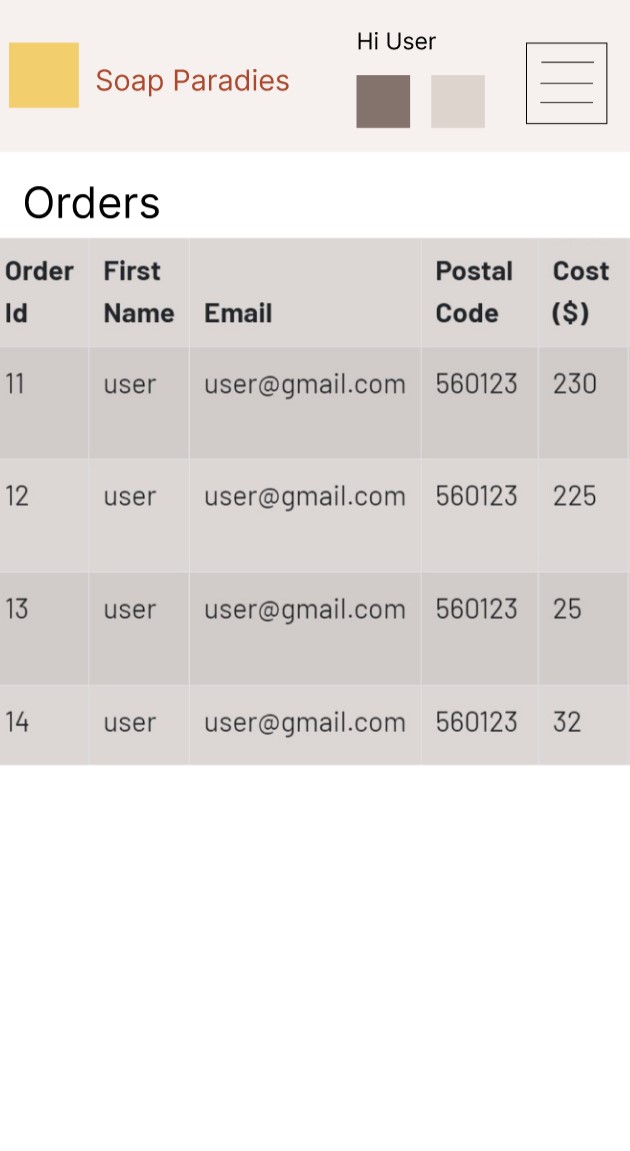 Hi User
Soap Paradies
Orders
Order First Postal Cost
Id Name Email Code ($)
11 user user@gmail.com 560123 230
12 user user@gmail.com 560123 225
13 user user@gmail.com 560123 25
14 user user@gmail.com 560123 32